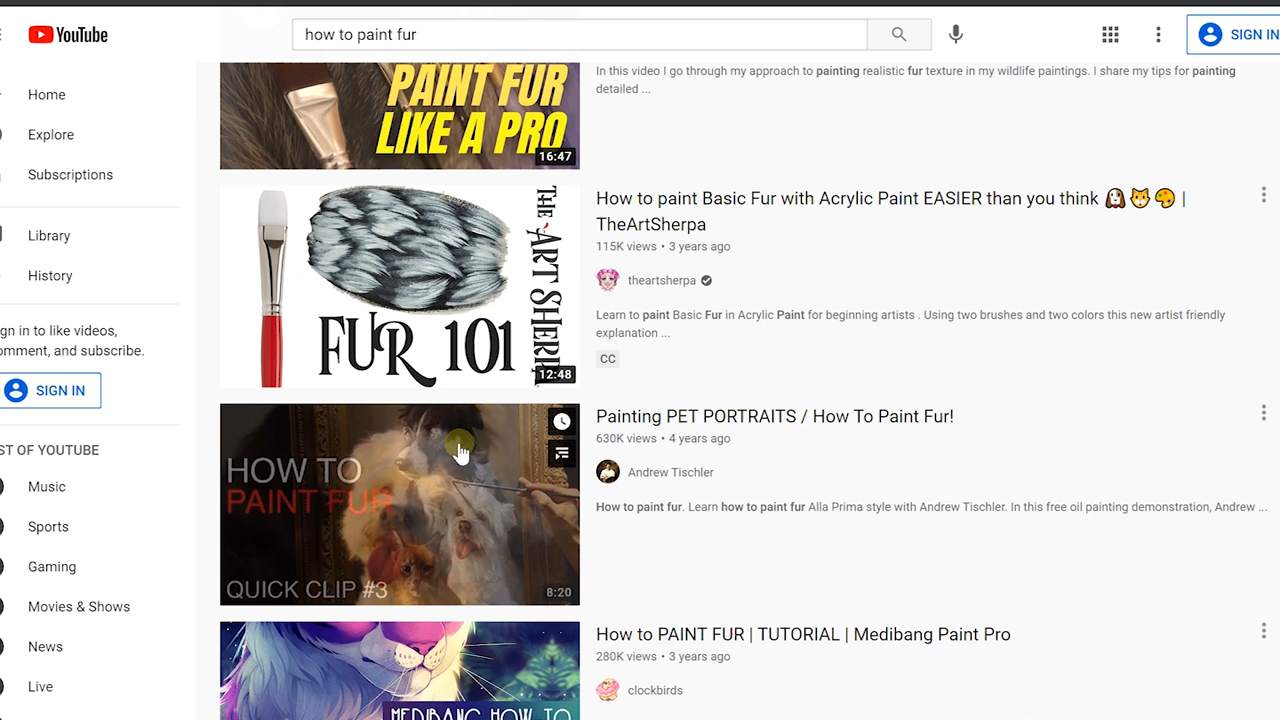 YouTube
how to paint fur
SIGN IN
Home
Explore
Subscriptions
Library
History
gn in to like videos,
omment, and subscribe.
SIGN IN
ST OF YOUTUBE
Music
Sports
Gaming
Movies & Shows
News
Live
PAINT FUR
LIKE A PRO
16:47
In this video I go through my approach to painting realistic fur texture in my wildlife paintings. I share my tips for painting
detailed ...
THE ART SHERPA
FUR 101
12:48
How to paint Basic Fur with Acrylic Paint EASIER than you think 🐶🐱🎨 |
TheArtSherpa
115K views • 3 years ago
theartsherpa
Learn to paint Basic Fur in Acrylic Paint for beginning artists . Using two brushes and two colors this new artist friendly
explanation ...
CC
HOW TO
PAINT FUR
QUICK CLIP #3
8:20
Painting PET PORTRAITS / How To Paint Fur!
630K views • 4 years ago
Andrew Tischler
How to paint fur. Learn how to paint fur Alla Prima style with Andrew Tischler. In this free oil painting demonstration, Andrew ...
MEDIBANG HOW TO
How to PAINT FUR | TUTORIAL | Medibang Paint Pro
280K views • 3 years ago
clockbirds